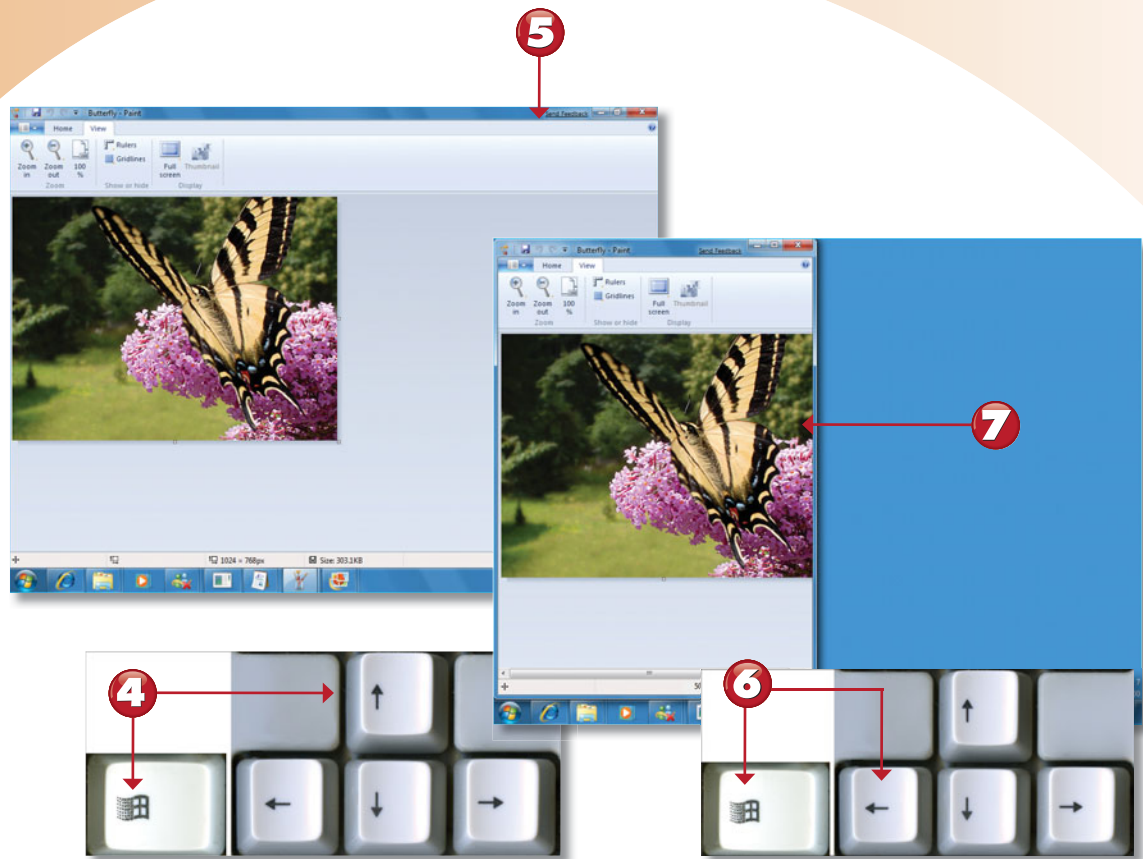 5
Butterfly - Paint
Send Feedback
Home View
Rulers
Gridlines
Zoom in
Zoom out
100 %
Full screen
Thumbnail
Zoom
Show or hide
Display
1024 × 768px
Size: 303.1KB
Butterfly - Paint
Send Feedback
Home View
Rulers
Gridlines
Zoom in
Zoom out
100 %
Full screen
Thumbnail
Zoom
Show or hide
Display
7
4
↑
← ↓ →
6
↑
← ↓ →